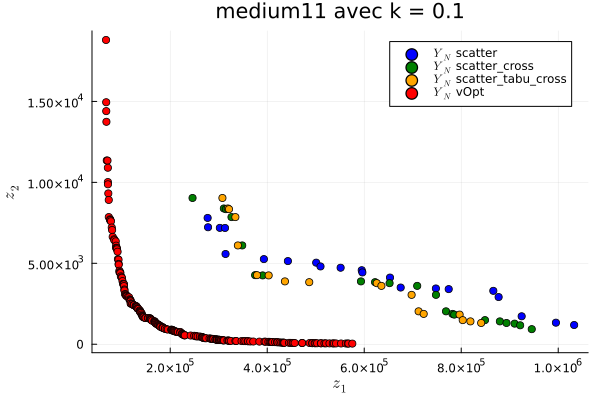 medium11 avec k = 0.1
Y_N scatter
Y_N scatter_cross
Y_N scatter_tabu_cross
Y_N vOpt
z_2
1.50×10^4
1.00×10^4
5.00×10^3
0
2.0×10^5
4.0×10^5
6.0×10^5
8.0×10^5
1.0×10^6
z_1